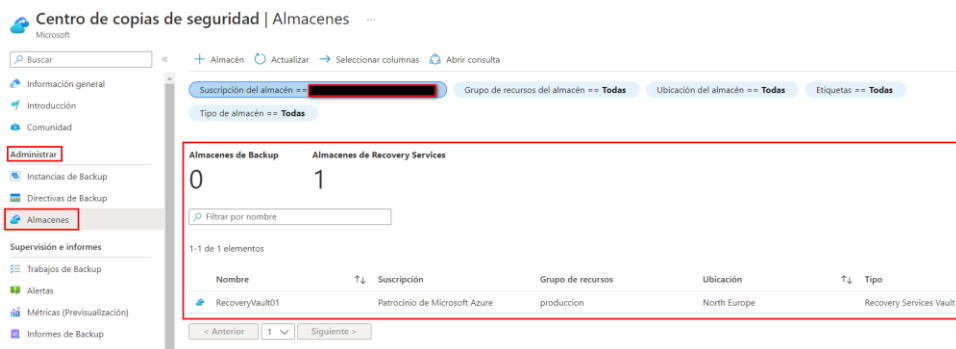 Centro de copias de seguridad | Almacenes ...
Microsoft
Buscar
«
+ Almacén Actualizar Seleccionar columnas Abrir consulta
Información general
Introducción
Comunidad
Administrar
Instancias de Backup
Directivas de Backup
Almacenes
Supervisión e informes
Trabajos de Backup
Alertas
Métricas (Previsualización)
Informes de Backup
Suscripción del almacén ==
Grupo de recursos del almacén == Todas
Ubicación del almacén == Todas
Etiquetas == Todas
Tipo de almacén == Todas
Almacenes de Backup Almacenes de Recovery Services
0 1
Filtrar por nombre
1-1 de 1 elementos
Nombre ↑↓ Suscripción Grupo de recursos Ubicación ↑↓ Tipo
RecoveryVault01 Patrocinio de Microsoft Azure produccion North Europe Recovery Services Vault
< Anterior 1 Siguiente >